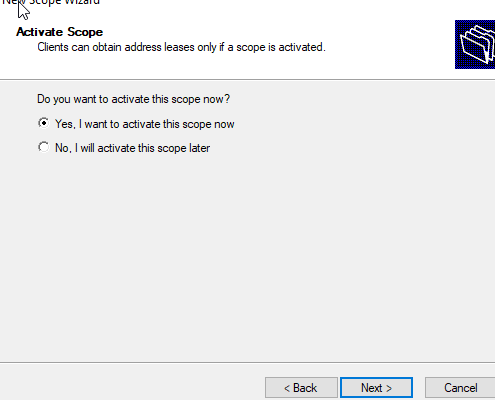 New Scope Wizard
Activate Scope
Clients can obtain address leases only if a scope is activated.
Do you want to activate this scope now?
Yes, I want to activate this scope now
No, I will activate this scope later
< Back
Next >
Cancel